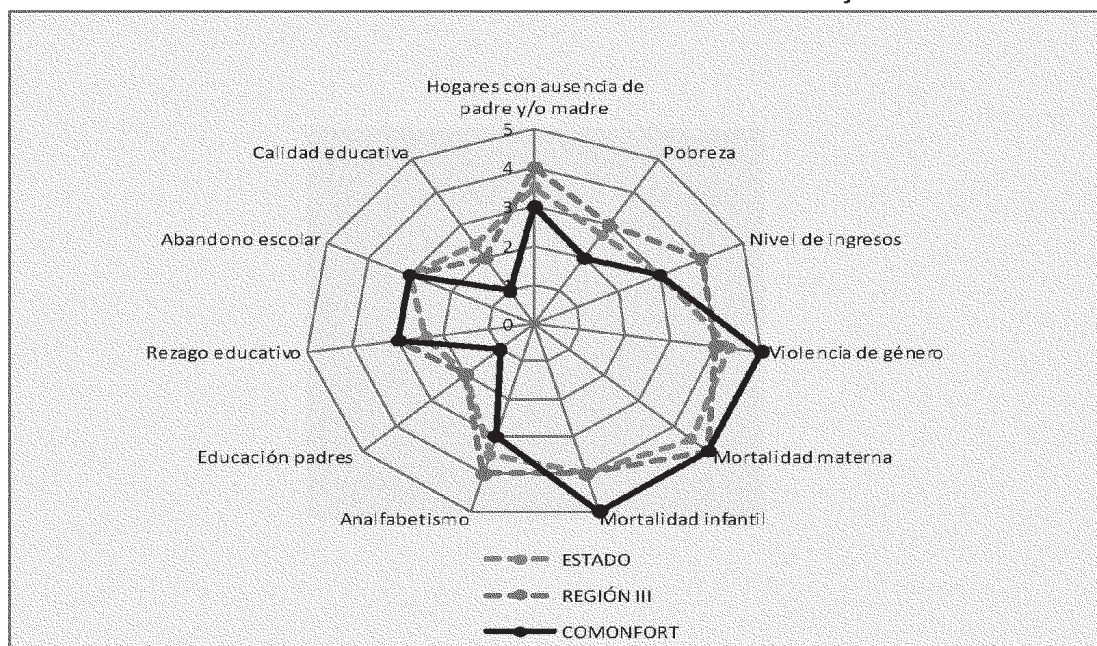 Hogares con ausencia de
padre y/o madre
5
Calidad educativa
Pobreza
4
3
Abandono escolar
Nivel de ingresos
2
0
Rezago educativo
Violencia de género
Educación padres
Mortalidad materna
Analfabetismo
Mortalidad infantil
ESTADO
REGIÓN III
COMONFORT